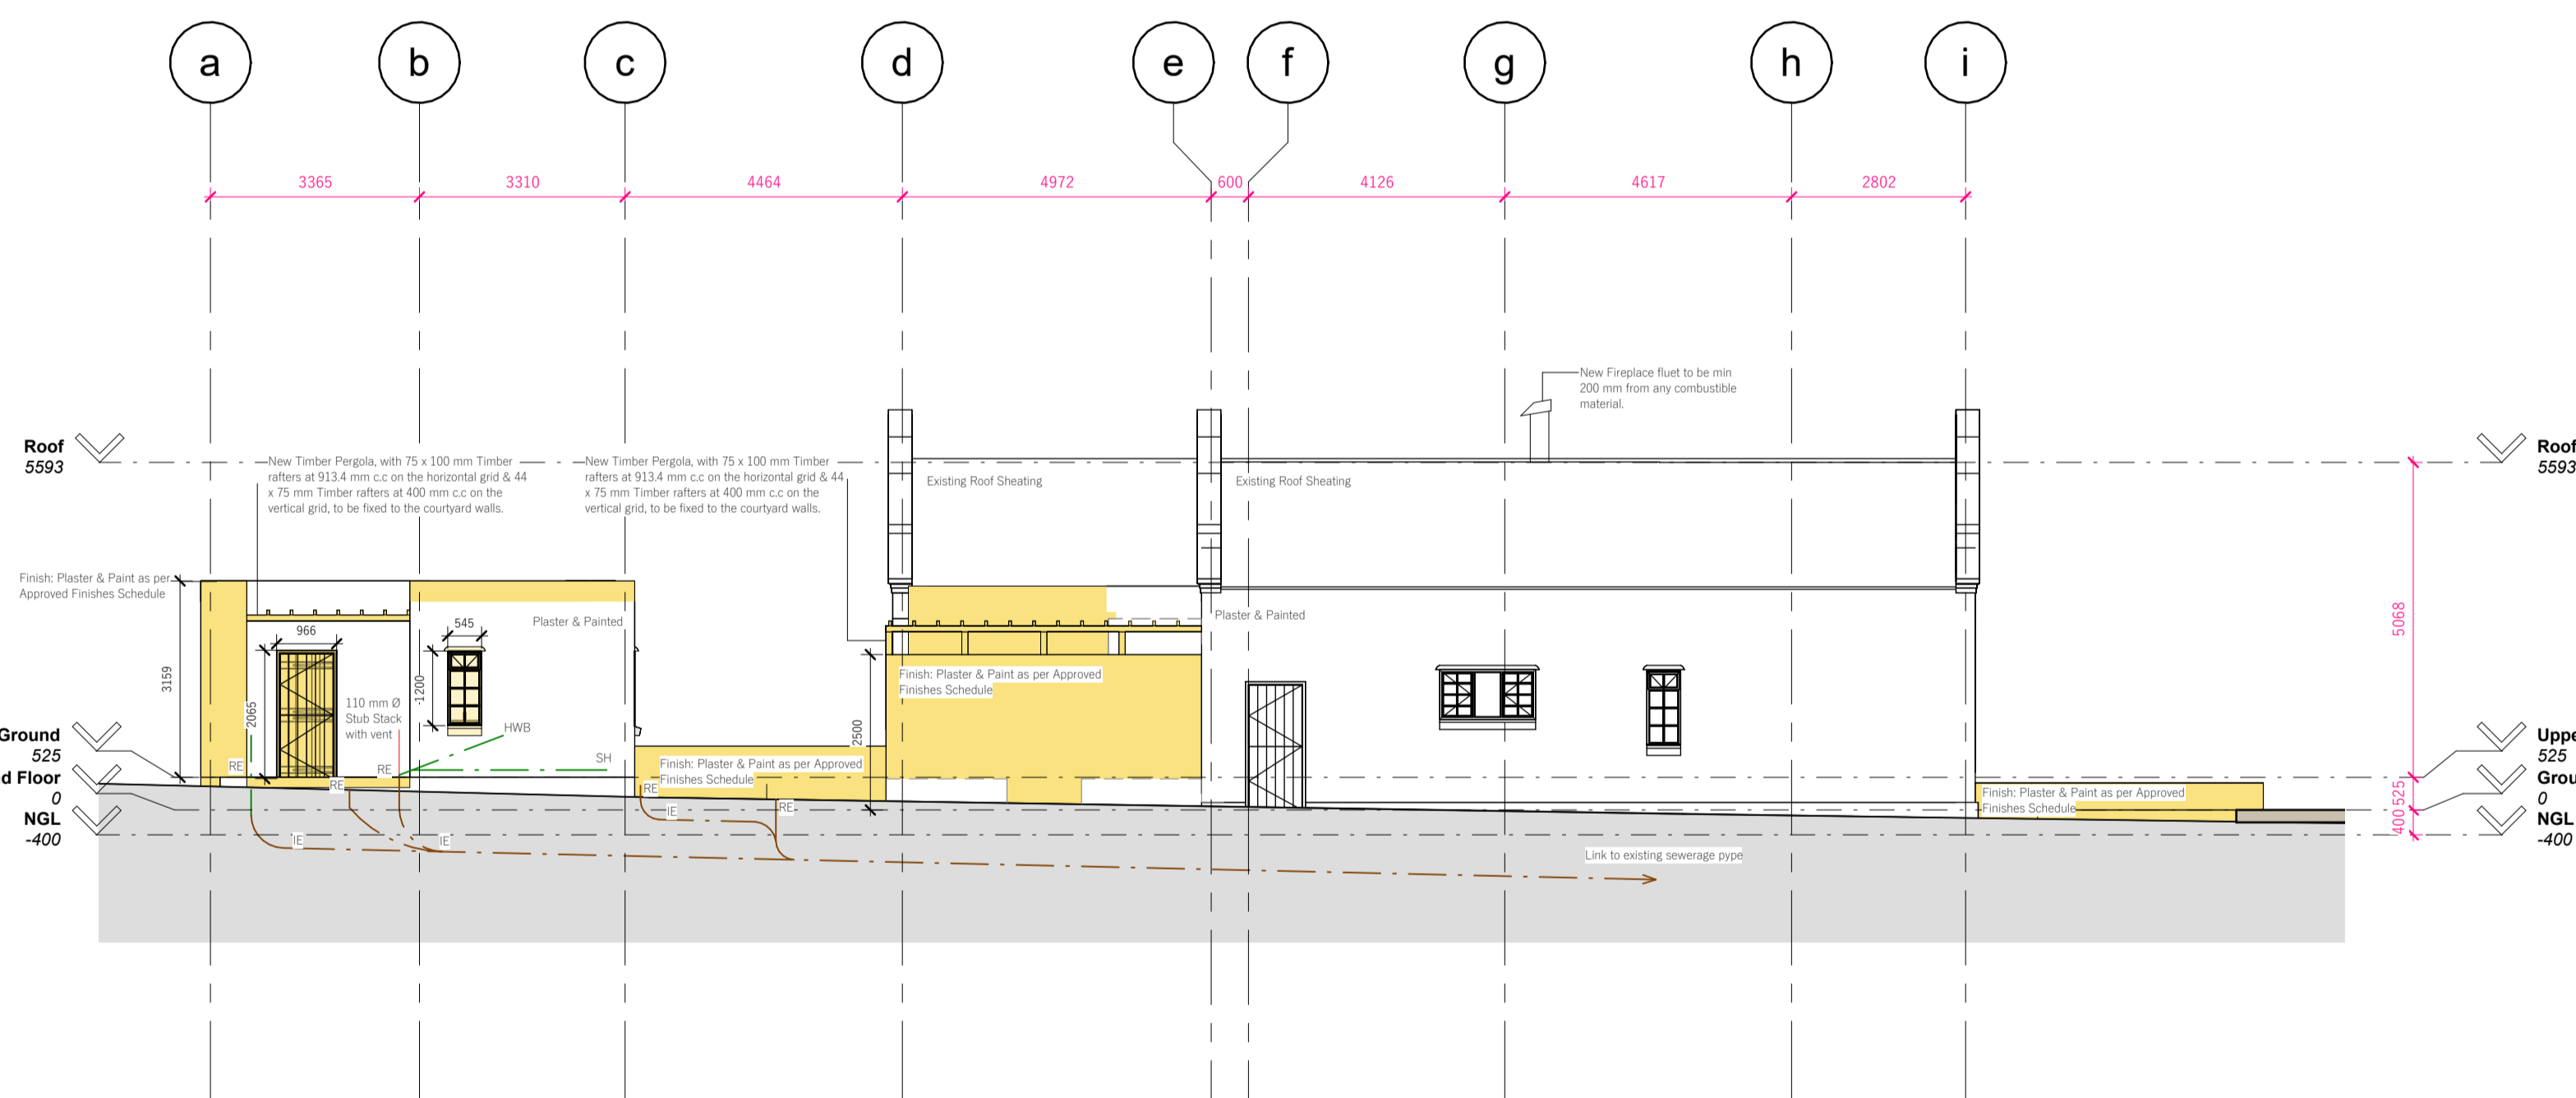 a b c d e f g h i
3365 3310 4464 4972 600 4126 4617 2802
New Fireplace fluet to be min
200 mm from any combustible
material.
Roof
5593
New Timber Pergola, with 75 x 100 mm Timber
rafters at 913.4 mm c.c on the horizontal grid & 44
x 75 mm Timber rafters at 400 mm c.c on the
vertical grid, to be fixed to the courtyard walls.
New Timber Pergola, with 75 x 100 mm Timber
rafters at 913.4 mm c.c on the horizontal grid & 44
x 75 mm Timber rafters at 400 mm c.c on the
vertical grid, to be fixed to the courtyard walls.
Existing Roof Sheating
Existing Roof Sheating
Roof
5593
Finish: Plaster & Paint as per
Approved Finishes Schedule
3159
966
2065
545
-1200
Plaster & Painted
Plaster & Painted
5068
110 mm Ø
Stub Stack
with vent
HWB
SH
RE
RE
RE
2500
Finish: Plaster & Paint as per Approved
Finishes Schedule
Finish: Plaster & Paint as per Approved
Finishes Schedule
Ground
525
d Floor
0
NGL
-400
RE
RE
IE
IE
IE
Finish: Plaster & Paint as per Approved
Finishes Schedule
Link to existing sewerage pype
525
400
Uppe
525
Grou
0
NGL
-400